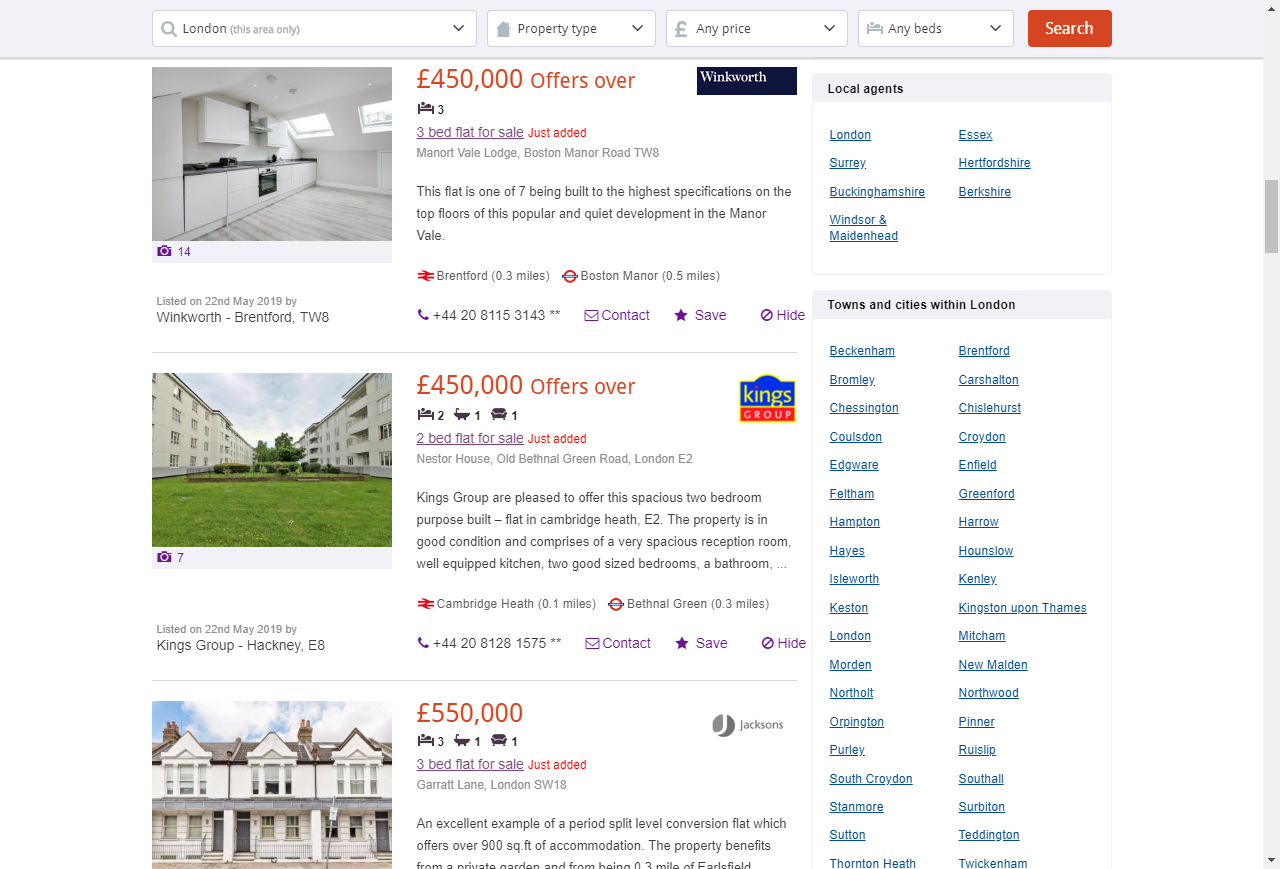 London (this area only)
Property type
Any price
Any beds
Search
£450,000 Offers over
Winkworth
3
3 bed flat for sale Just added
Manort Vale Lodge, Boston Manor Road TW8
This flat is one of 7 being built to the highest specifications on the
top floors of this popular and quiet development in the Manor
Vale.
14
Brentford (0.3 miles) Boston Manor (0.5 miles)
Listed on 22nd May 2019 by
Winkworth - Brentford, TW8
+44 20 8115 3143 ** Contact Save Hide
£450,000 Offers over
kings
GROUP
2 1 1
2 bed flat for sale Just added
Nestor House, Old Bethnal Green Road, London E2
Kings Group are pleased to offer this spacious two bedroom
purpose built – flat in cambridge heath, E2. The property is in
good condition and comprises of a very spacious reception room,
well equipped kitchen, two good sized bedrooms, a bathroom, ...
7
Cambridge Heath (0.1 miles) Bethnal Green (0.3 miles)
Listed on 22nd May 2019 by
Kings Group - Hackney, E8
+44 20 8128 1575 ** Contact Save Hide
£550,000
Jacksons
3 1 1
3 bed flat for sale Just added
Garratt Lane, London SW18
An excellent example of a period split level conversion flat which
offers over 900 sq.ft of accommodation. The property benefits
from a private garden and from being 0.3 mile of Earlsfield
Local agents
London Essex
Surrey Hertfordshire
Buckinghamshire Berkshire
Windsor &
Maidenhead
Towns and cities within London
Beckenham Brentford
Bromley Carshalton
Chessington Chislehurst
Coulsdon Croydon
Edgware Enfield
Feltham Greenford
Hampton Harrow
Hayes Hounslow
Isleworth Kenley
Keston Kingston upon Thames
London Mitcham
Morden New Malden
Northolt Northwood
Orpington Pinner
Purley Ruislip
South Croydon Southall
Stanmore Surbiton
Sutton Teddington
Thornton Heath Twickenham